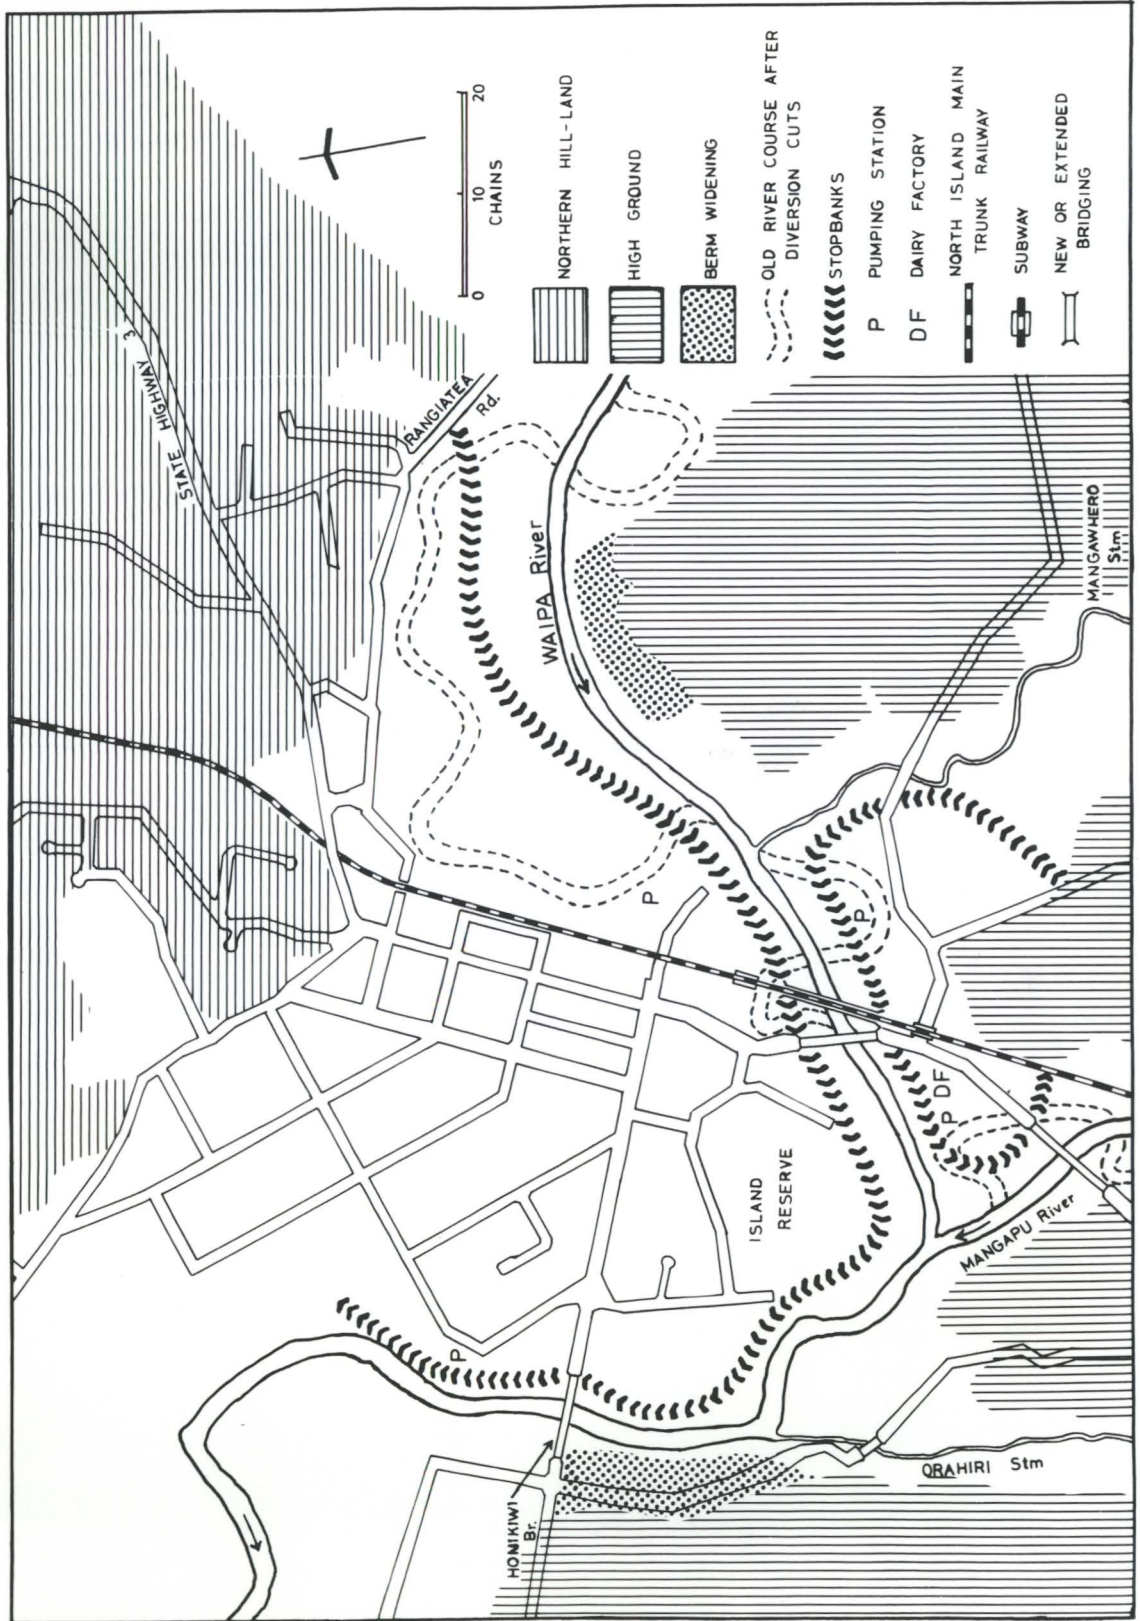 STATE HIGHWAY 3
RANGIATEA
Rd.
WAIPA River
MANGAWHERO
Stm
P
P
P DF
ISLAND
RESERVE
MANGAPU River
P
HONIKIWI
Br.
ORAHIRI Stm
0 10 20
CHAINS
NORTHERN HILL-LAND
HIGH GROUND
BERM WIDENING
OLD RIVER COURSE AFTER
DIVERSION CUTS
STOPBANKS
P PUMPING STATION
DF DAIRY FACTORY
NORTH ISLAND MAIN
TRUNK RAILWAY
SUBWAY
NEW OR EXTENDED
BRIDGING